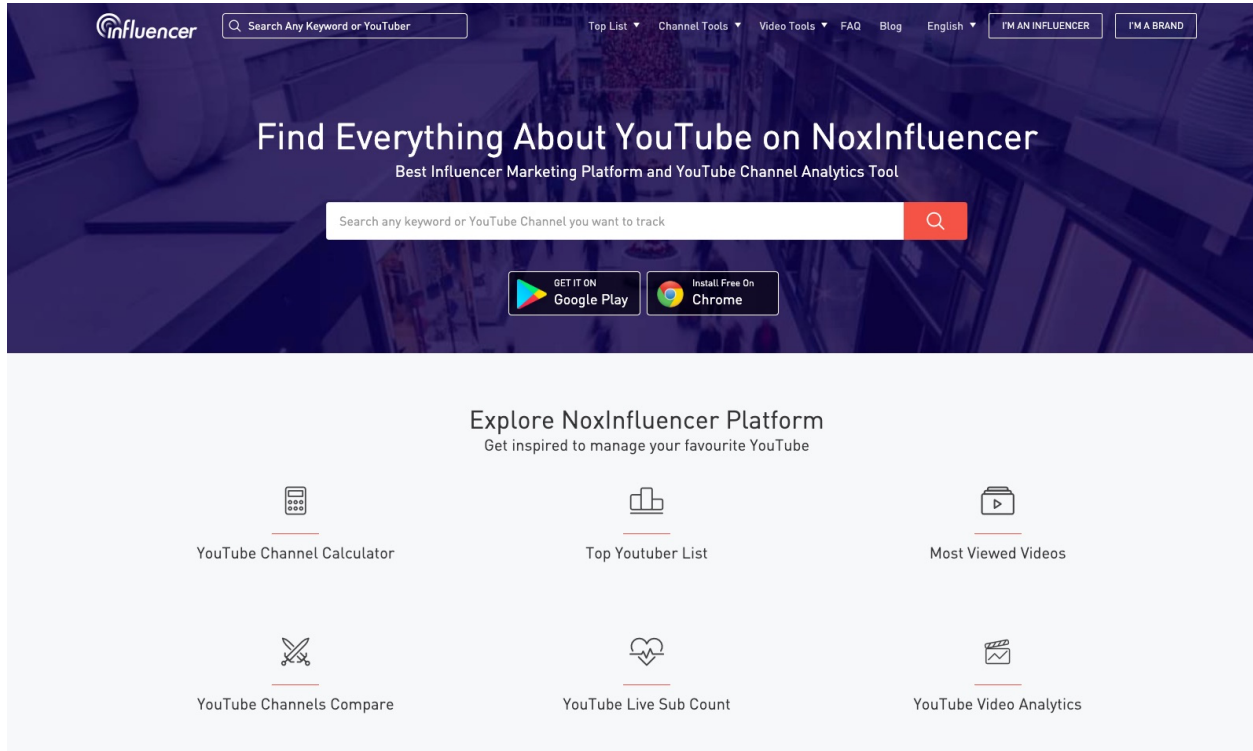 influencer
Search Any Keyword or YouTuber
Top List ▼ Channel Tools ▼ Video Tools ▼ FAQ Blog English ▼ I'M AN INFLUENCER I'M A BRAND
Find Everything About YouTube on NoxInfluencer
Best Influencer Marketing Platform and YouTube Channel Analytics Tool
Search any keyword or YouTube Channel you want to track
GET IT ON
Google Play
Install Free On
Chrome
Explore NoxInfluencer Platform
Get inspired to manage your favourite YouTube
YouTube Channel Calculator
Top Youtuber List
Most Viewed Videos
YouTube Channels Compare
YouTube Live Sub Count
YouTube Video Analytics